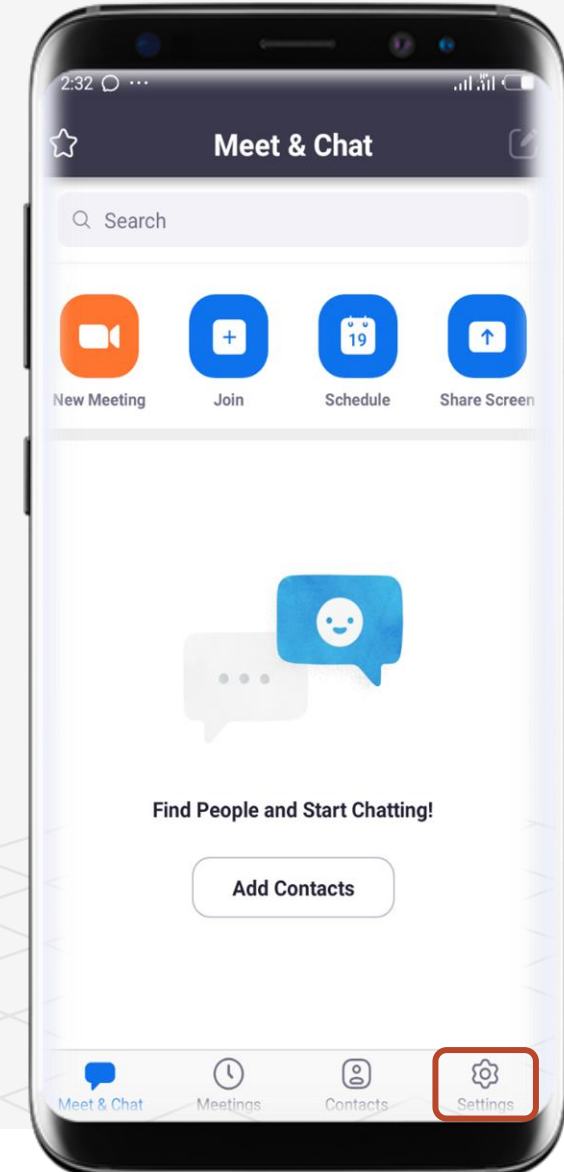 2:32
Meet & Chat
Search
19
New Meeting Join Schedule Share Screen
Find People and Start Chatting!
Add Contacts
Meet & Chat Meetings Contacts Settings